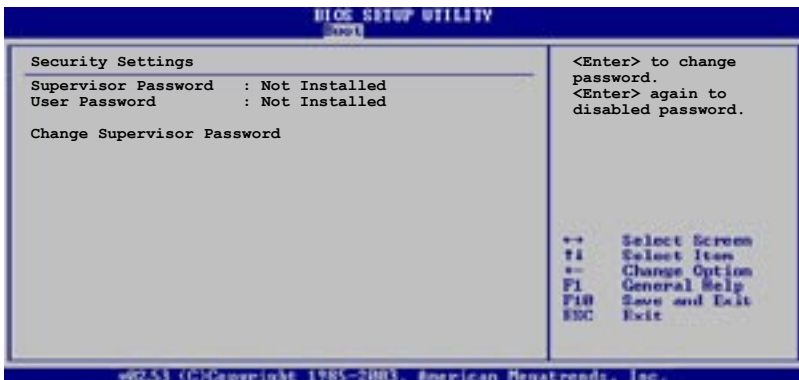 BIOS SETUP UTILITY
Boot
Security Settings
Supervisor Password : Not Installed
User Password : Not Installed
Change Supervisor Password
<Enter> to change
password.
<Enter> again to
disabled password.
↔ Select Screen
↑↓ Select Item
+- Change Option
F1 General Help
F10 Save and Exit
ESC Exit
v02.53 (C)Copyright 1985-2003, American Megatrends, Inc.